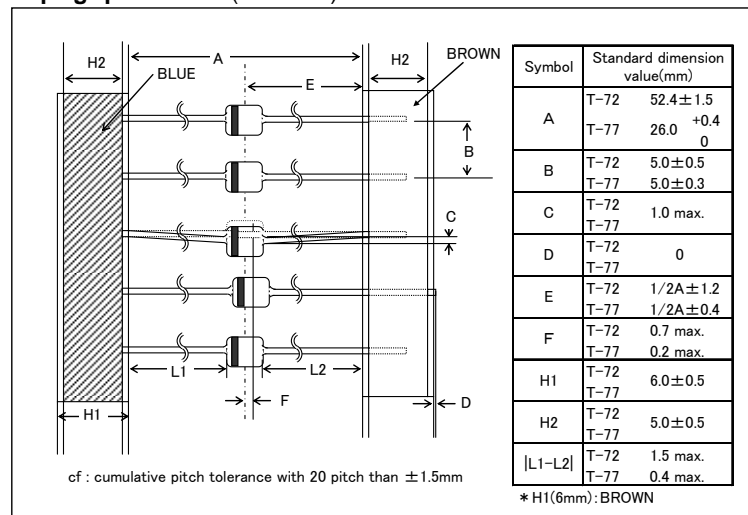 H2
A
H2
BROWN
BLUE
E
B
C
L1
L2
F
H1
D
cf : cumulative pitch tolerance with 20 pitch than ±1.5mm
Symbol Standard dimension value(mm)
A T-72 52.4±1.5
T-77 26.0 +0.4 0
B T-72 5.0±0.5
T-77 5.0±0.3
C T-72 T-77 1.0 max.
D T-72 T-77 0
E T-72 1/2A±1.2
T-77 1/2A±0.4
F T-72 0.7 max.
T-77 0.2 max.
H1 T-72 T-77 6.0±0.5
H2 T-72 T-77 5.0±0.5
|L1-L2| T-72 1.5 max.
T-77 0.4 max.
* H1(6mm):BROWN